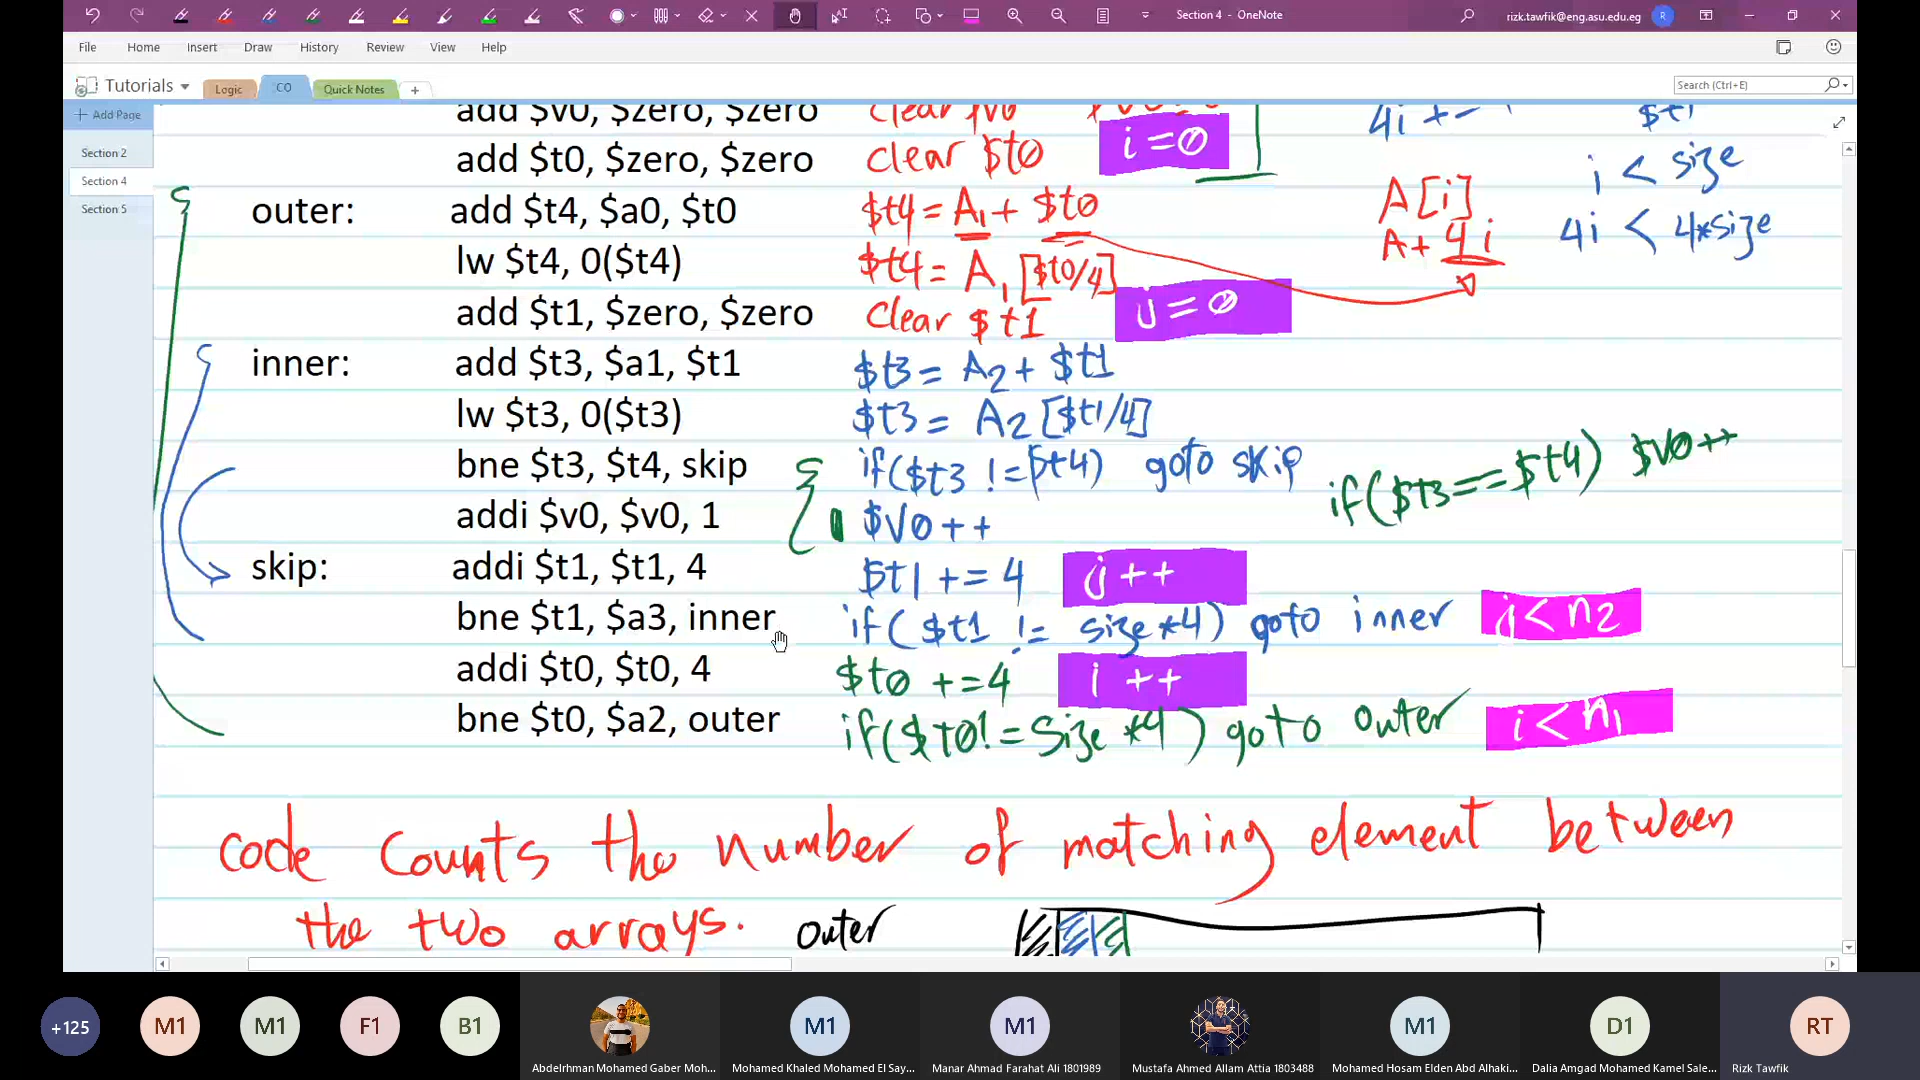 Section 4 - OneNote
rizk.tawfik@eng.asu.edu.eg
R
File Home Insert Draw History Review View Help
Tutorials Logic CO Quick Notes +
Search (Ctrl+E)
+ Add Page
Section 2
Section 4
Section 5
add $v0, $zero, $zero clear $v0
4i +=
$t1
add $t0, $zero, $zero clear $t0 i = 0
i < size
outer: add $t4, $a0, $t0 $t4 = A1 + $t0
A[i]
A + 4i
4i < 4*size
lw $t4, 0($t4) $t4 = A1 [$t0/4]
add $t1, $zero, $zero Clear $t1 j = 0
inner: add $t3, $a1, $t1 $t3 = A2 + $t1
lw $t3, 0($t3) $t3 = A2 [$t1/4]
bne $t3, $t4, skip if($t3 != $t4) goto skip
if($t3==$t4) $v0++
addi $v0, $v0, 1 $v0++
skip: addi $t1, $t1, 4 $t1 += 4 j++
bne $t1, $a3, inner if( $t1 != size*4) goto inner j < n2
addi $t0, $t0, 4 $t0 +=4 i ++
bne $t0, $a2, outer if($t0!=Size *4) goto outer i < n1
code counts the number of matching element between
the two arrays. outer
+125 M1 M1 F1 B1 M1 M1 M1 D1 RT
Abdelrhman Mohamed Gaber Moh... Mohamed Khaled Mohamed El Say... Manar Ahmad Farahat Ali 1801989 Mustafa Ahmed Allam Attia 1803488 Mohamed Hosam Elden Abd Alhaki... Dalia Amgad Mohamed Kamel Sale... Rizk Tawfik